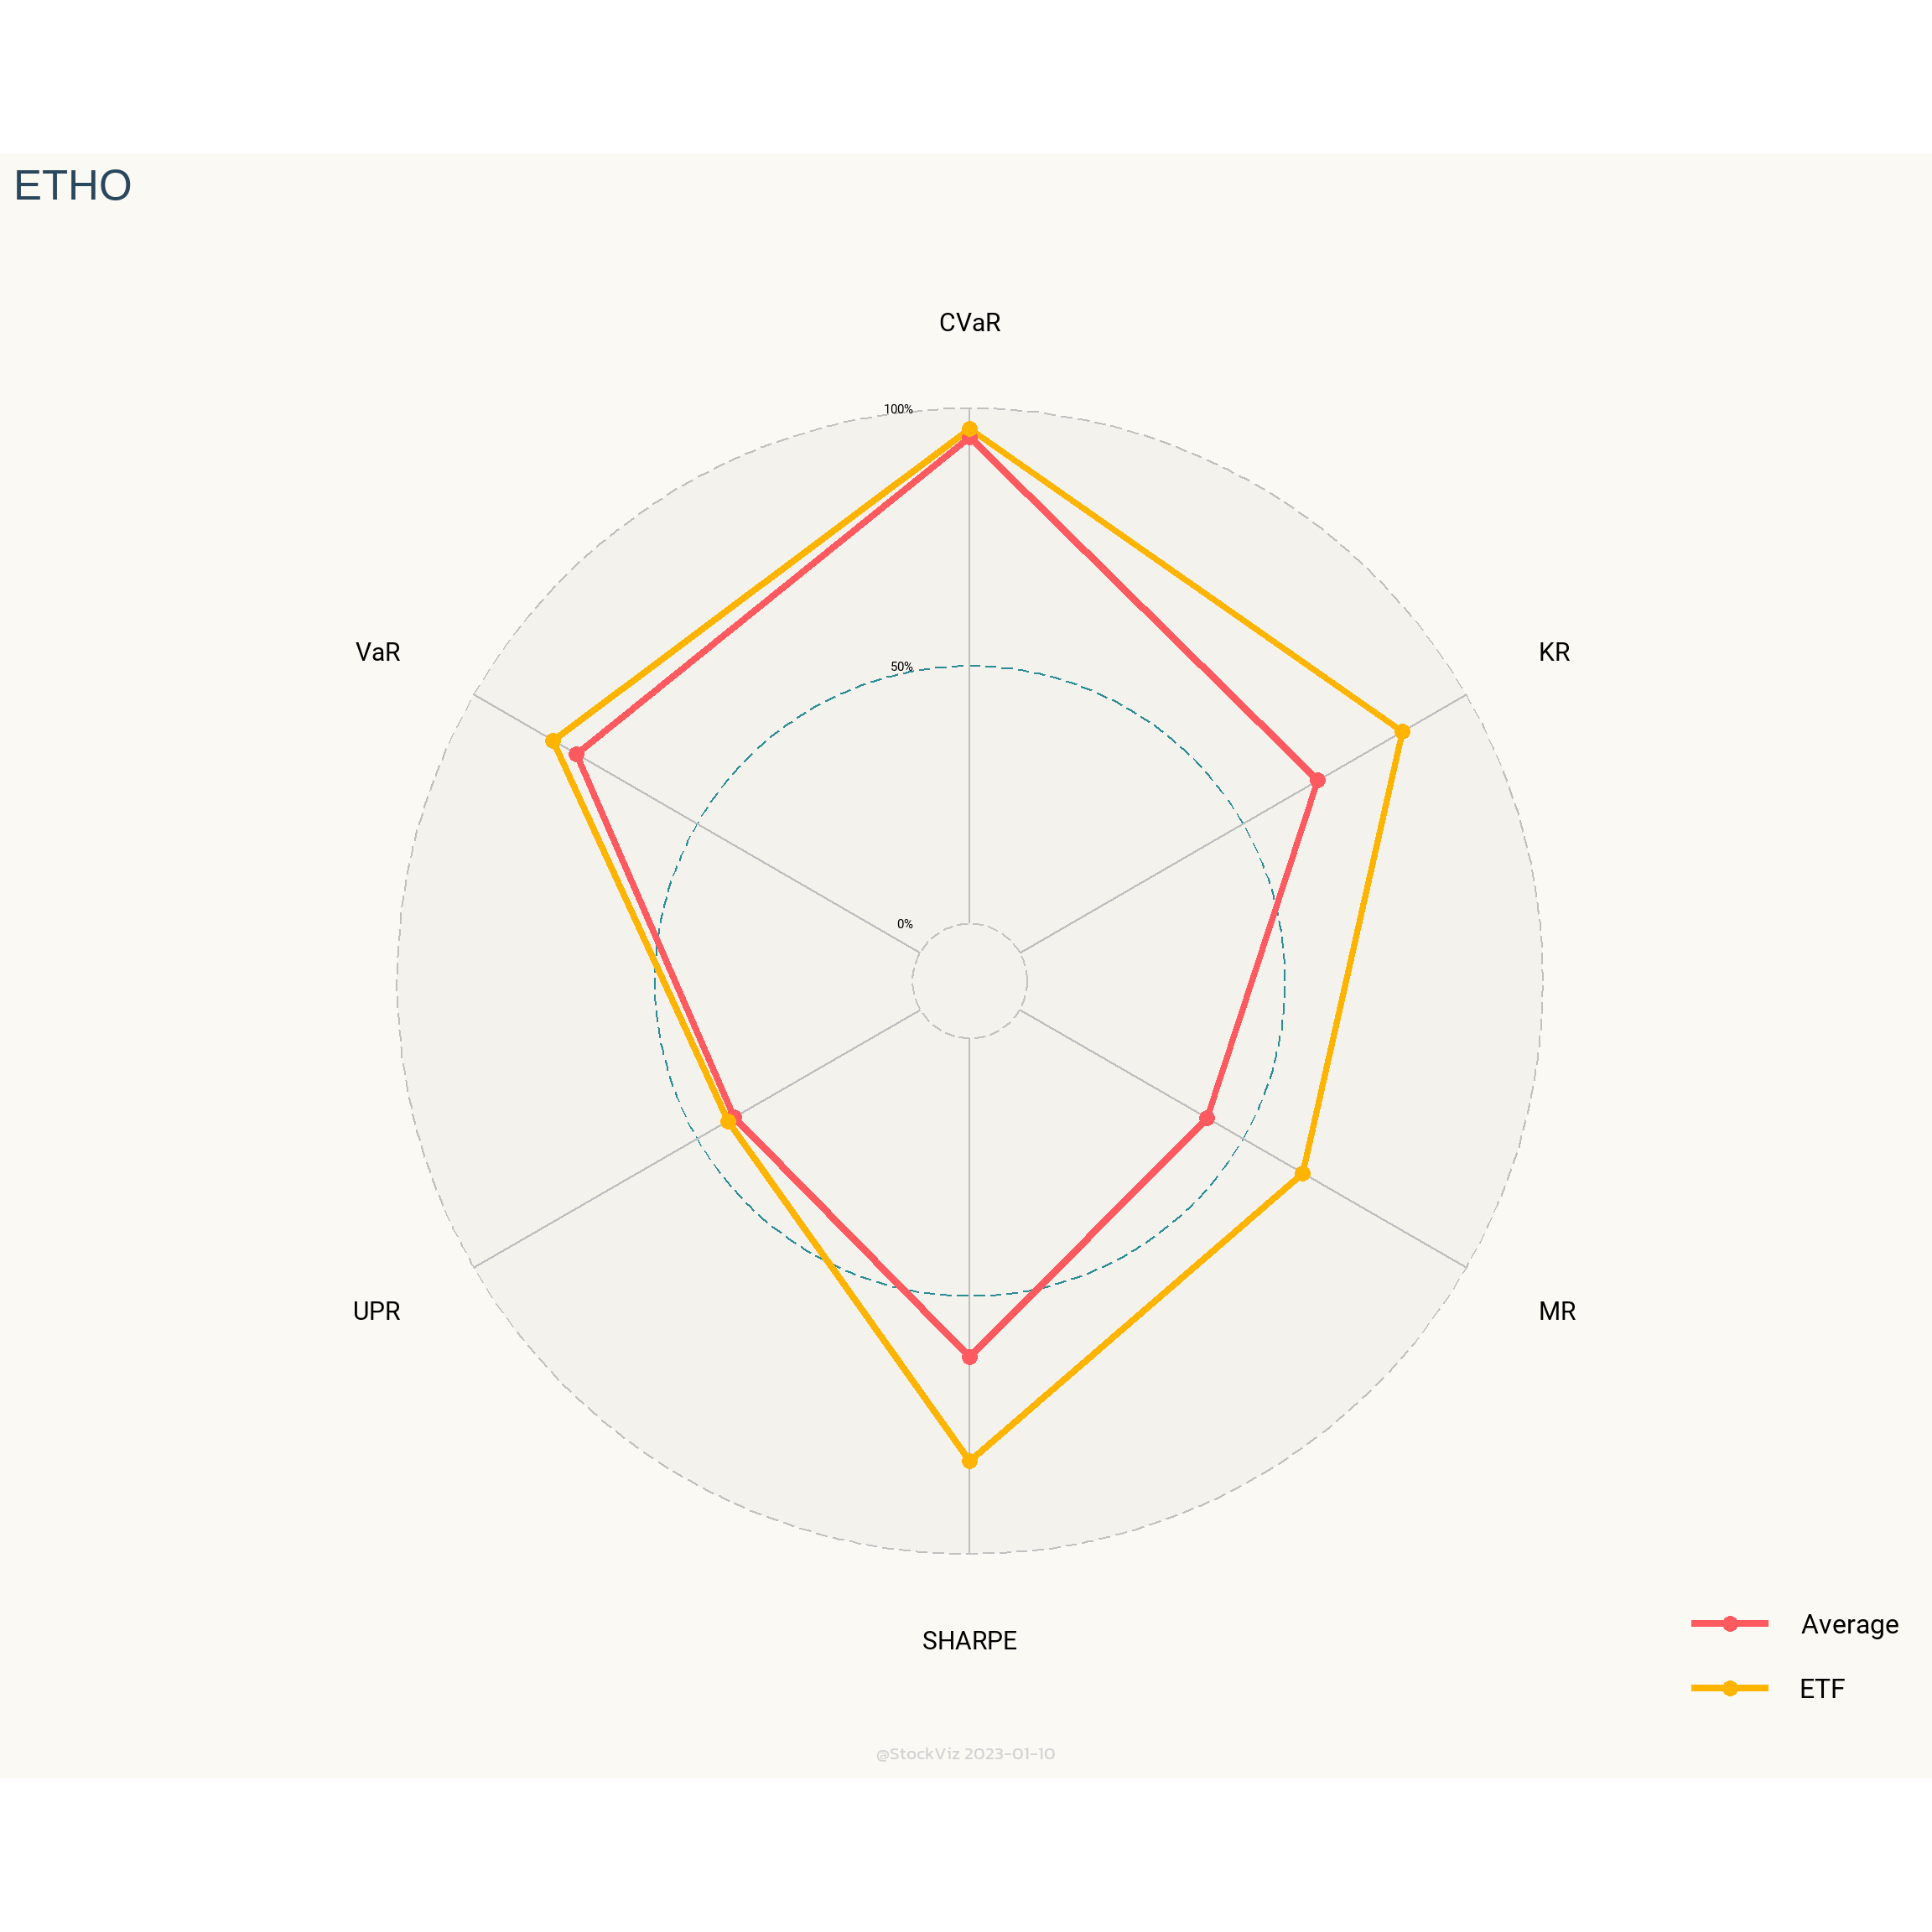 ETHO
CVaR
100%
VaR
KR
50%
0%
UPR
MR
SHARPE
Average
ETF
@StockViz 2023-01-10